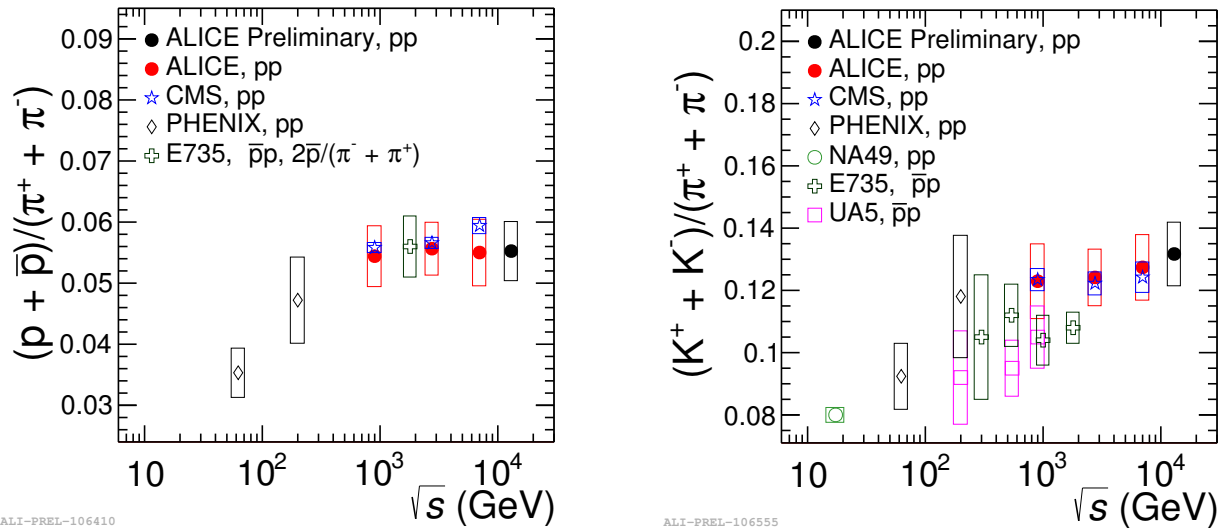 (p + p̅)/(π⁺ + π⁻)
0.09
0.08
0.07
0.06
0.05
0.04
0.03
ALICE Preliminary, pp
ALICE, pp
CMS, pp
PHENIX, pp
E735, p̅p, 2p̅/(π⁻ + π⁺)
10
10²
10³
10⁴
√s (GeV)
ALI-PREL-106410
(K⁺ + K⁻)/(π⁺ + π⁻)
0.2
0.18
0.16
0.14
0.12
0.1
0.08
ALICE Preliminary, pp
ALICE, pp
CMS, pp
PHENIX, pp
NA49, pp
E735, p̅p
UA5, p̅p
10
10²
10³
10⁴
√s (GeV)
ALI-PREL-106555